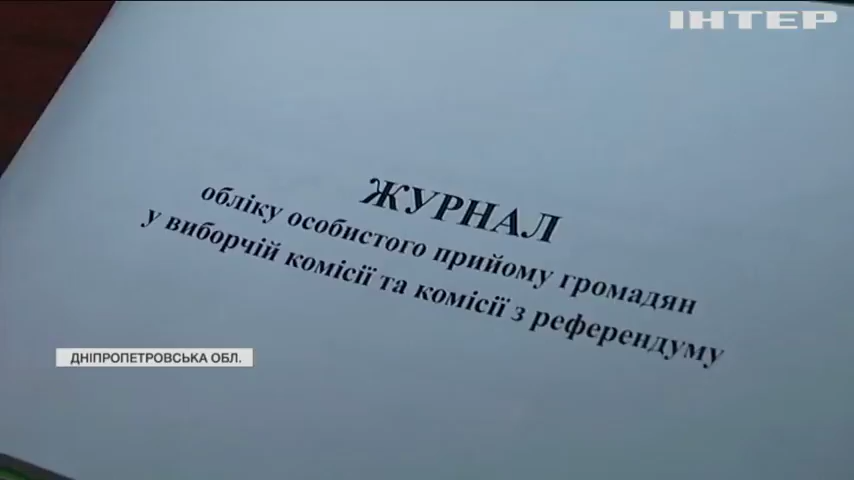 ІНТЕР
ЖУРНАЛ
обліку особистого прийому громадян
у виборчій комісії та комісії з референдуму
ДНІПРОПЕТРОВСЬКА ОБЛ.